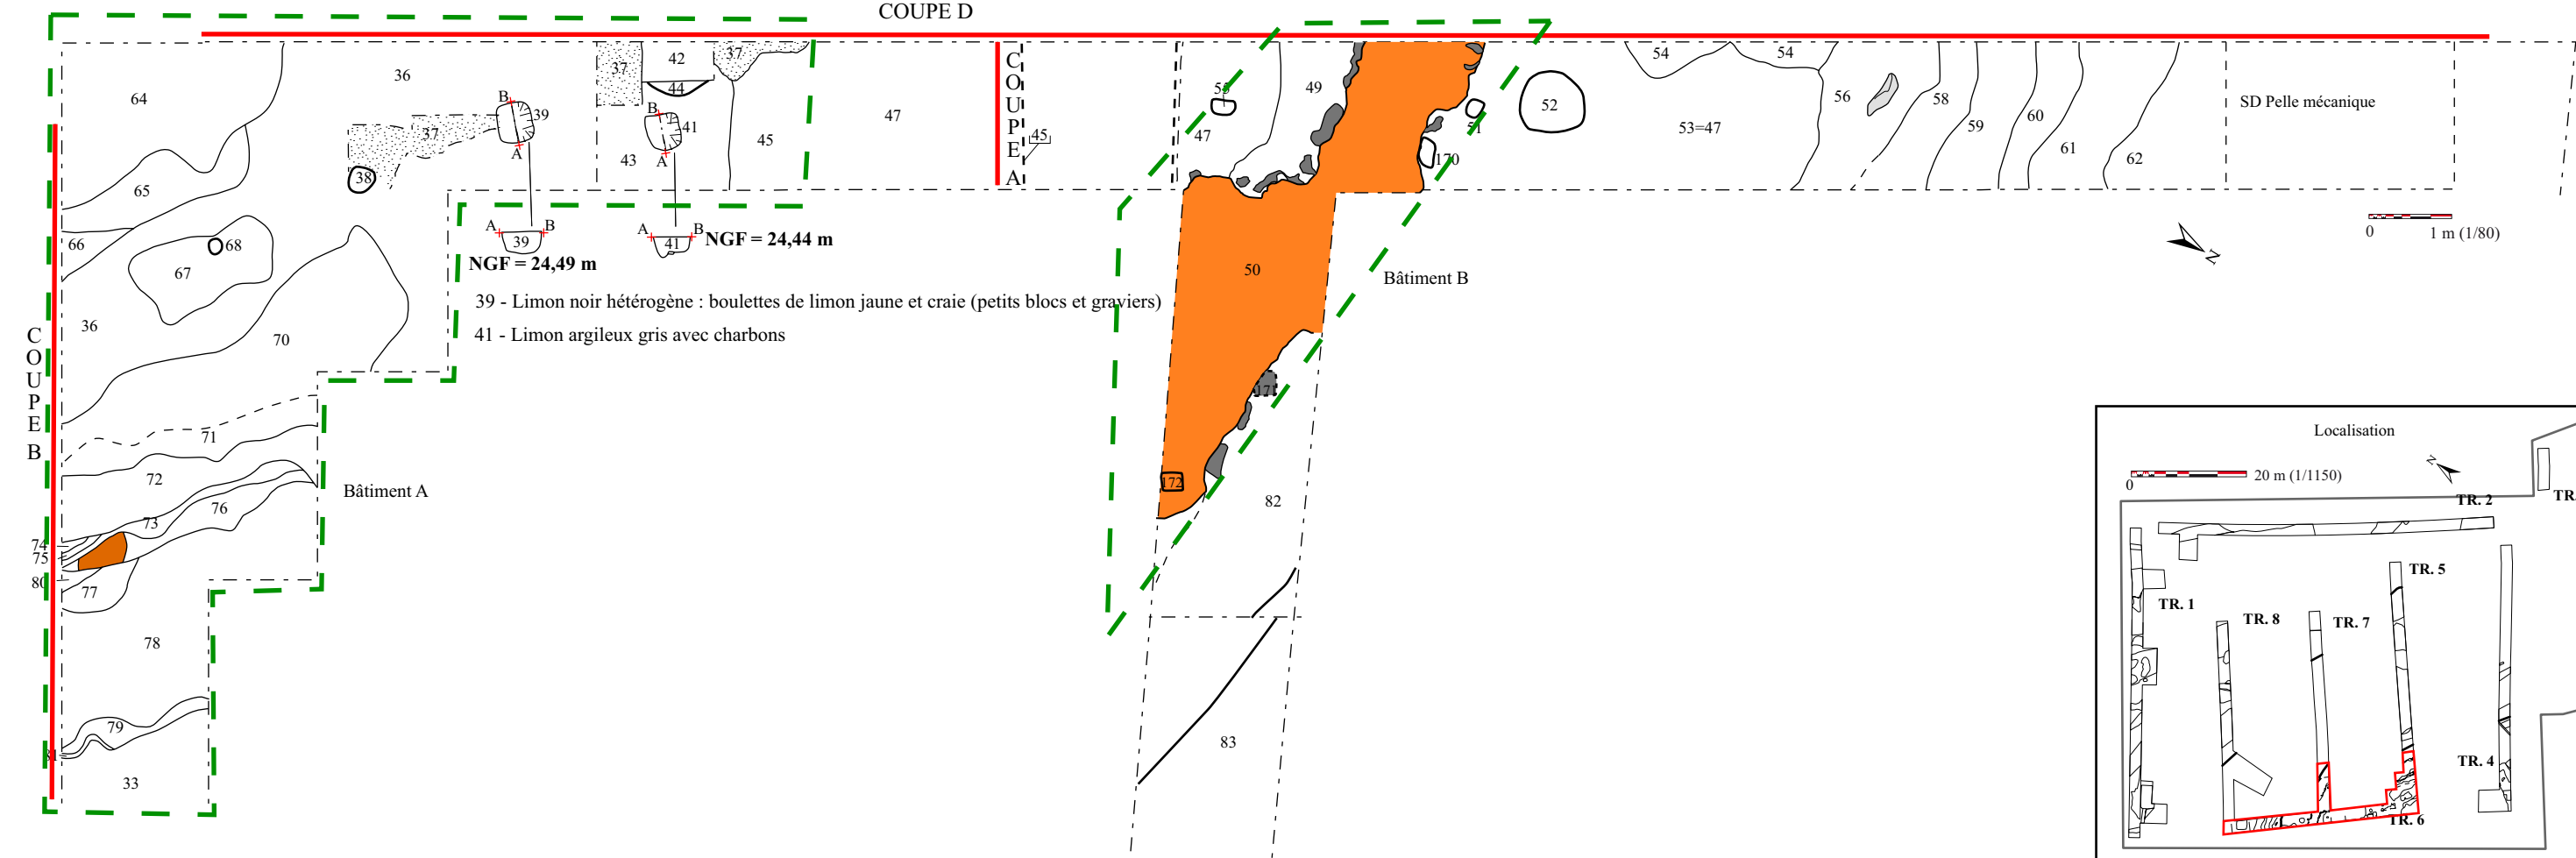 COUPE D
64
36
37
42
37
44
B
39
A
B
41
A
43
45
47
COUPE A
45
55
47
49
51
170
52
54
54
53=47
56
58
59
60
61
62
SD Pelle mécanique
37
38
65
66
68
67
A
39
B
NGF = 24,49 m
A
41
B
NGF = 24,44 m
0
1 m (1/80)
N
50
Bâtiment B
39 - Limon noir hétérogène : boulettes de limon jaune et craie (petits blocs et graviers)
41 - Limon argileux gris avec charbons
COUPE B
36
70
71
72
73
76
74
75
80
77
78
79
81
33
Bâtiment A
171
172
82
83
Localisation
0
20 m (1/1150)
N
TR. 2
TR.
TR. 1
TR. 8
TR. 7
TR. 5
TR. 4
TR. 6